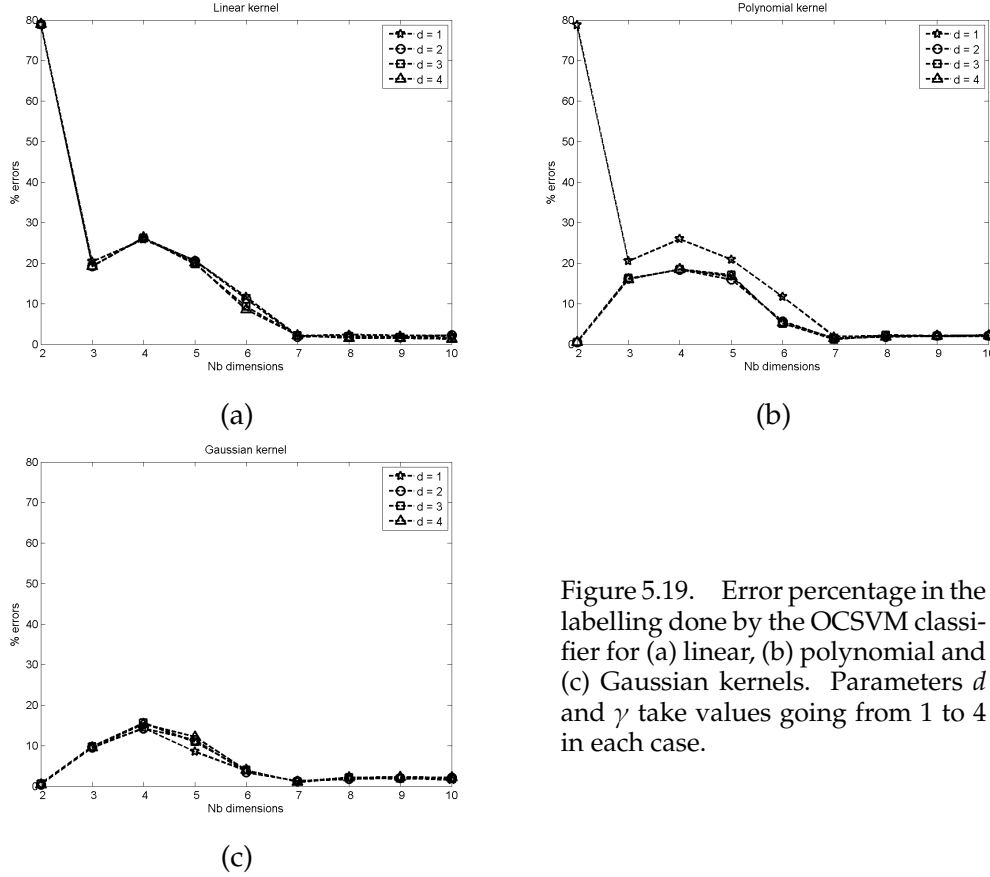 Linear kernel
80
70
60
50
40
30
20
10
0
% errors
2 3 4 5 6 7 8 9 10
Nb dimensions
d = 1
d = 2
d = 3
d = 4
(a)
Polynomial kernel
80
70
60
50
40
30
20
10
0
% errors
2 3 4 5 6 7 8 9 10
Nb dimensions
d = 1
d = 2
d = 3
d = 4
(b)
Gaussian kernel
80
70
60
50
40
30
20
10
0
% errors
2 3 4 5 6 7 8 9 10
Nb dimensions
d = 1
d = 2
d = 3
d = 4
(c)
Figure 5.19. Error percentage in the
labelling done by the OCSVM classi-
fier for (a) linear, (b) polynomial and
(c) Gaussian kernels. Parameters d
and γ take values going from 1 to 4
in each case.